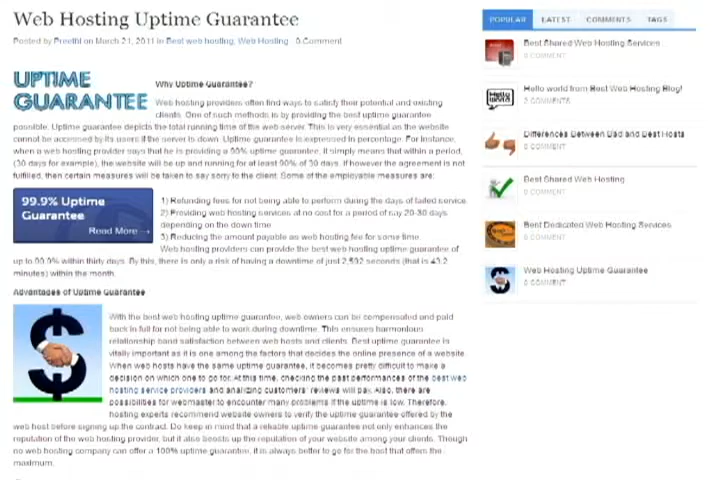 Web Hosting Uptime Guarantee
Posted by Preethi on March 21, 2011 in Best web hosting, Web Hosting · 0 Comment
UPTIME
GUARANTEE
Why Uptime Guarantee?
Web hosting providers often find ways to satisfy their potential and existing
clients. One of such methods is by providing the best uptime guarantee
possible. Uptime guarantee depicts the total running time of the web server. This is very essential as the website
cannot be accessed by its users if the server is down. Uptime guarantee is expressed in percentage. For instance,
when a web hosting provider says that he is providing a 90% uptime guarantee, it simply means that within a period,
(30 days for example), the website will be up and running for at least 90% of 30 days. If however the agreement is not
fulfilled, then certain measures will be taken to say sorry to the client. Some of the employable measures are:
99.9% Uptime
Guarantee
Read More →
1) Refunding fees for not being able to perform during the days of failed service
2) Providing web hosting services at no cost for a period of say 20-30 days
depending on the down time
3) Reducing the amount payable as web hosting fee for some time.
Web hosting providers can provide the best web hosting uptime guarantee of
up to 99.9% within thirty days. By this, there is only a risk of having a downtime of just 2,592 seconds (that is 43.2
minutes) within the month.
Advantages of Uptime Guarantee
With the best web hosting uptime guarantee, web owners can be compensated and paid
back in full for not being able to work during downtime. This ensures harmonious
relationship band satisfaction between web hosts and clients. Best uptime guarantee is
vitally important as it is one among the factors that decides the online presence of a website.
When web hosts have the same uptime guarantee, it becomes pretty difficult to make a
decision on which one to go for. At this time, checking the past performances of the best web
hosting service providers and analyzing customers' reviews will pay. Also, there are
possibilities for webmaster to encounter many problems if the uptime is low. Therefore,
hosting experts recommend website owners to verify the uptime guarantee offered by the
web host before signing up the contract. Do keep in mind that a reliable uptime guarantee not only enhances the
reputation of the web hosting provider, but it also boosts up the reputation of your website among your clients. Though
no web hosting company can offer a 100% uptime guarantee, it is always better to go for the host that offers the
maximum.
POPULAR LATEST COMMENTS TAGS
Best Shared Web Hosting Services
0 COMMENT
Hello world from Best Web Hosting Blog!
2 COMMENTS
Differences Between Bad and Best Hosts
0 COMMENT
Best Shared Web Hosting
0 COMMENT
Best Dedicated Web Hosting Services
0 COMMENT
Web Hosting Uptime Guarantee
0 COMMENT